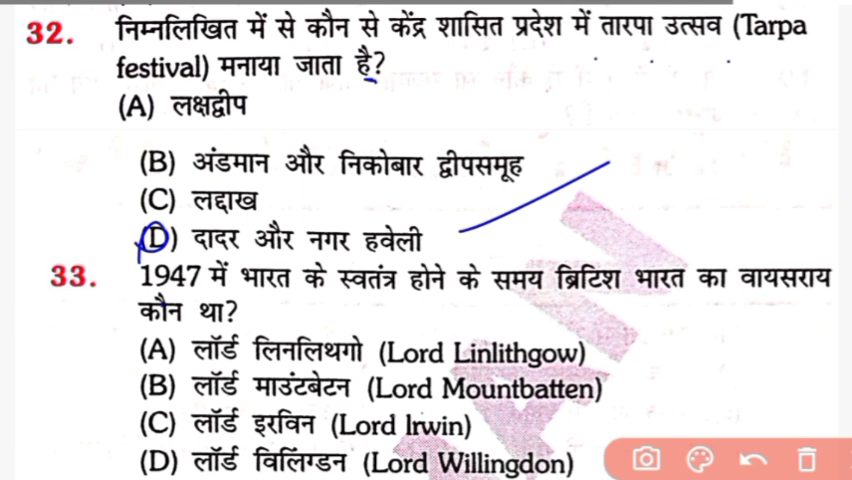 32. निम्नलिखित में से कौन से केंद्र शासित प्रदेश में तारपा उत्सव (Tarpa
festival) मनाया जाता है?
(A) लक्षद्वीप
(B) अंडमान और निकोबार द्वीपसमूह
(C) लद्दाख
(D) दादर और नगर हवेली
33. 1947 में भारत के स्वतंत्र होने के समय ब्रिटिश भारत का वायसराय
कौन था?
(A) लॉर्ड लिनलिथगो (Lord Linlithgow)
(B) लॉर्ड माउंटबेटन (Lord Mountbatten)
(C) लॉर्ड इरविन (Lord Irwin)
(D) लॉर्ड विलिंग्डन (Lord Willingdon)